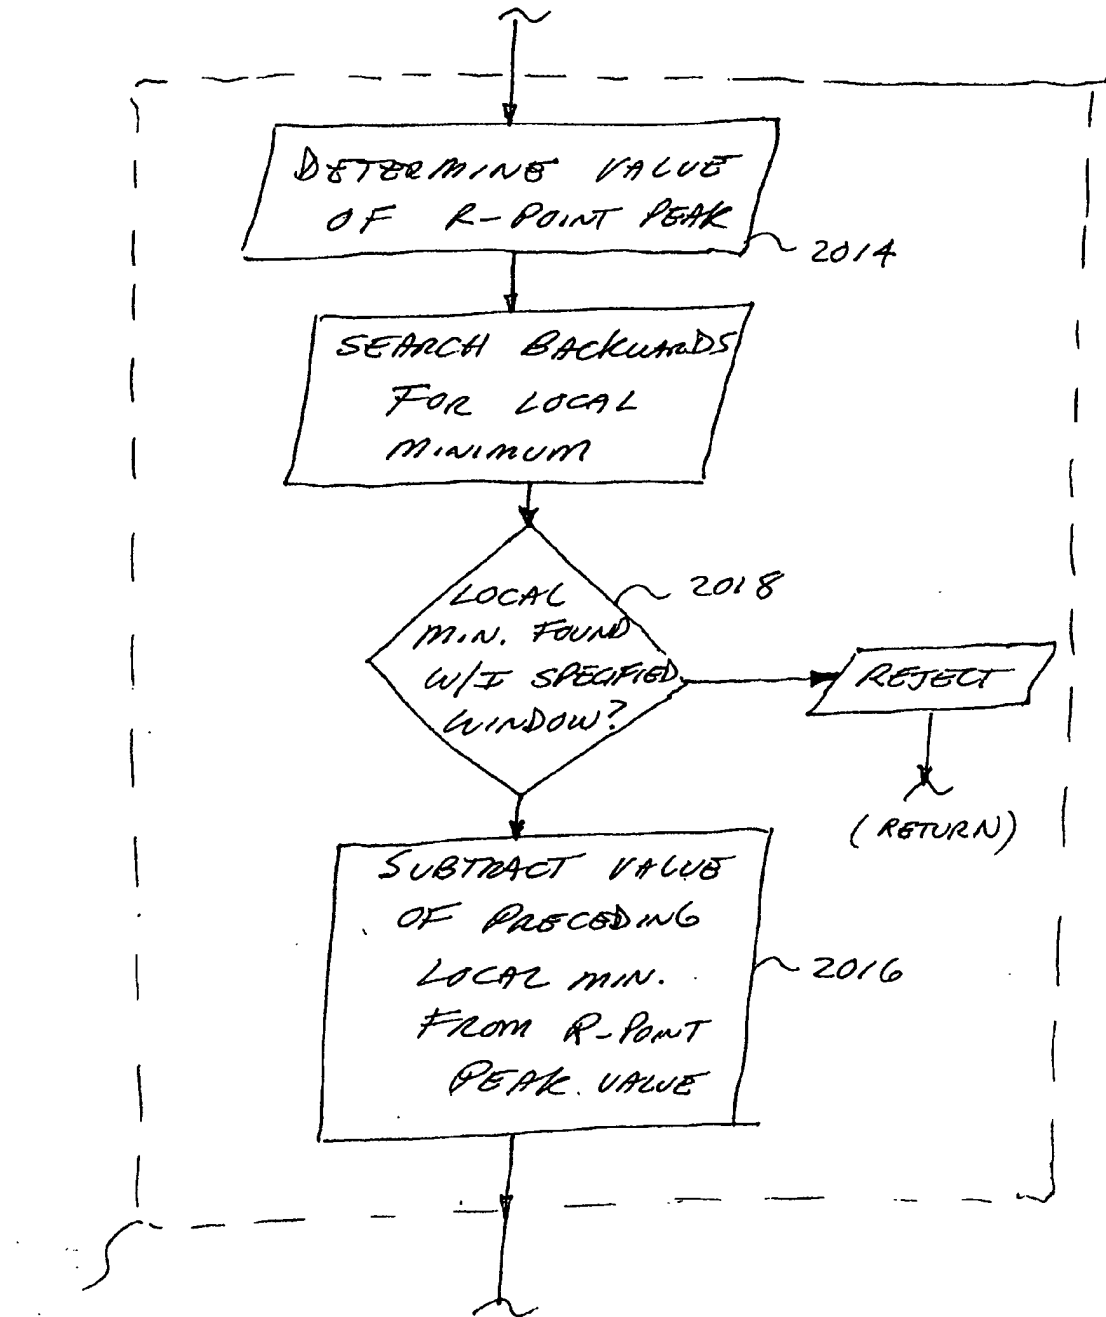 DETERMINE VALUE
OF R-POINT PEAK
2014
SEARCH BACKWARDS
FOR LOCAL
MINIMUM
LOCAL
MIN. FOUND
W/I SPECIFIED
WINDOW?
2018
REJECT
(RETURN)
SUBTRACT VALUE
OF PRECEDING
LOCAL MIN.
FROM R-POINT
PEAK VALUE
2016